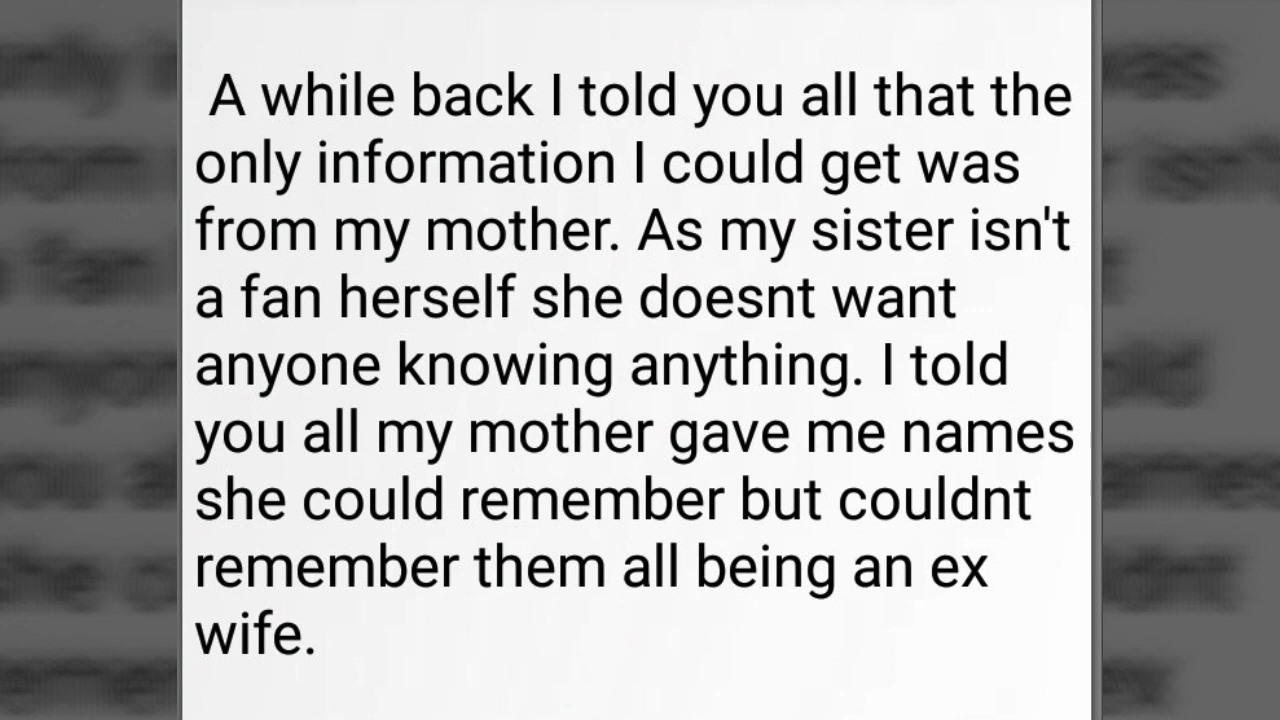 A while back I told you all that the
only information I could get was
from my mother. As my sister isn't
a fan herself she doesnt want
anyone knowing anything. I told
you all my mother gave me names
she could remember but couldnt
remember them all being an ex
wife.